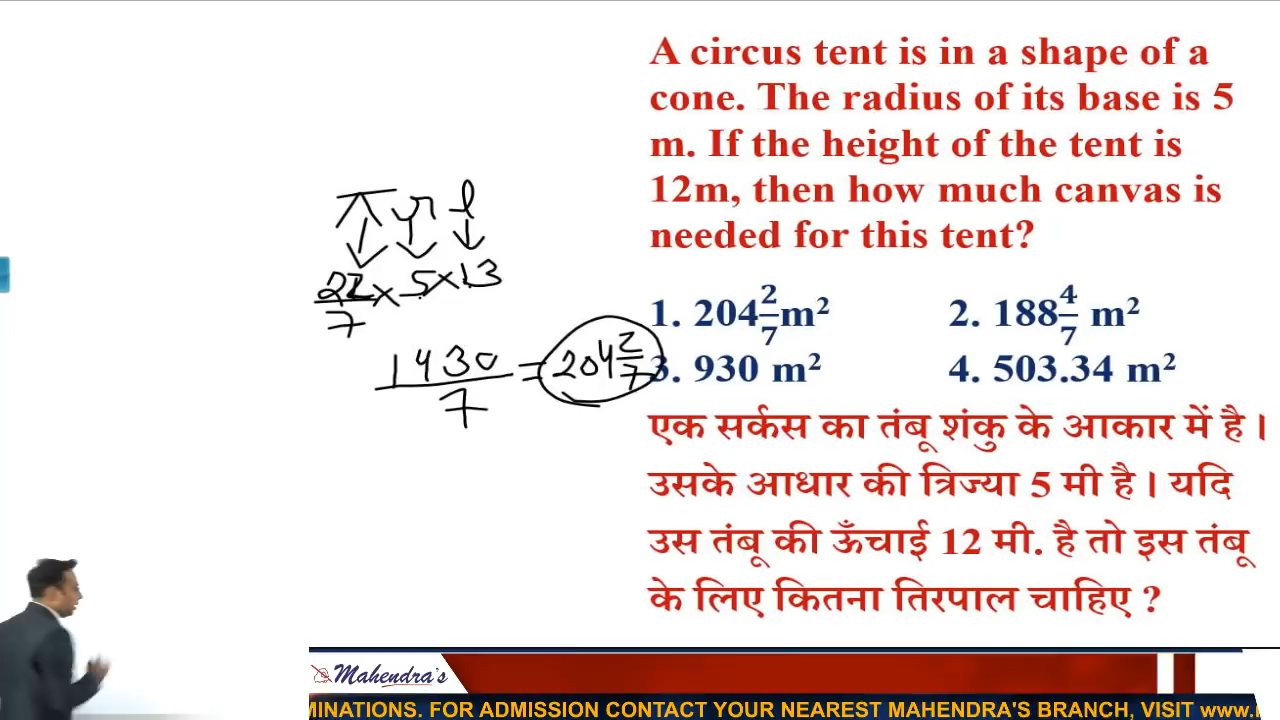 A circus tent is in a shape of a
cone. The radius of its base is 5
m. If the height of the tent is
12m, then how much canvas is
needed for this tent?
1. 204 2/7 m² 2. 188 4/7 m²
3. 930 m² 4. 503.34 m²
एक सर्कस का तंबू शंकु के आकार में है ।
उसके आधार की त्रिज्या 5 मी है । यदि
उस तंबू की ऊँचाई 12 मी. है तो इस तंबू
के लिए कितना तिरपाल चाहिए ?
π r l
22/7 × 5 × 13
1430/7 = 204 2/7
Mahendra's
MINATIONS. FOR ADMISSION CONTACT YOUR NEAREST MAHENDRA'S BRANCH, VISIT www.